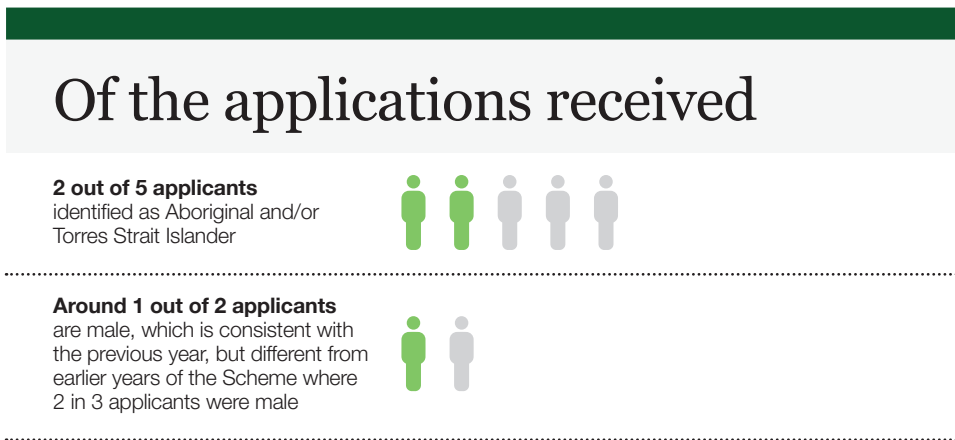 Of the applications received
2 out of 5 applicants
identified as Aboriginal and/or
Torres Strait Islander
Around 1 out of 2 applicants
are male, which is consistent with
the previous year, but different from
earlier years of the Scheme where
2 in 3 applicants were male